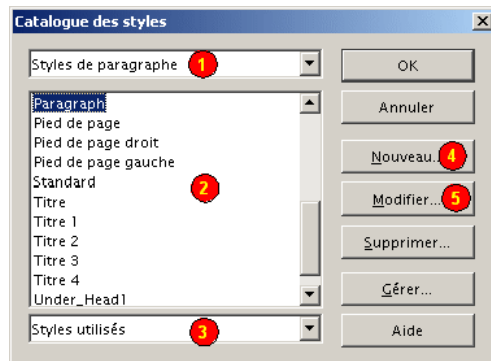 Catalogue des styles
Styles de paragraphe 1
OK
Paragraph
Pied de page
Pied de page droit
Pied de page gauche
Standard
Titre
Titre 1
Titre 2
Titre 3
Titre 4
Under_Head1
2
Annuler
Nouveau... 4
Modifier... 5
Supprimer...
Gérer...
Styles utilisés 3
Aide